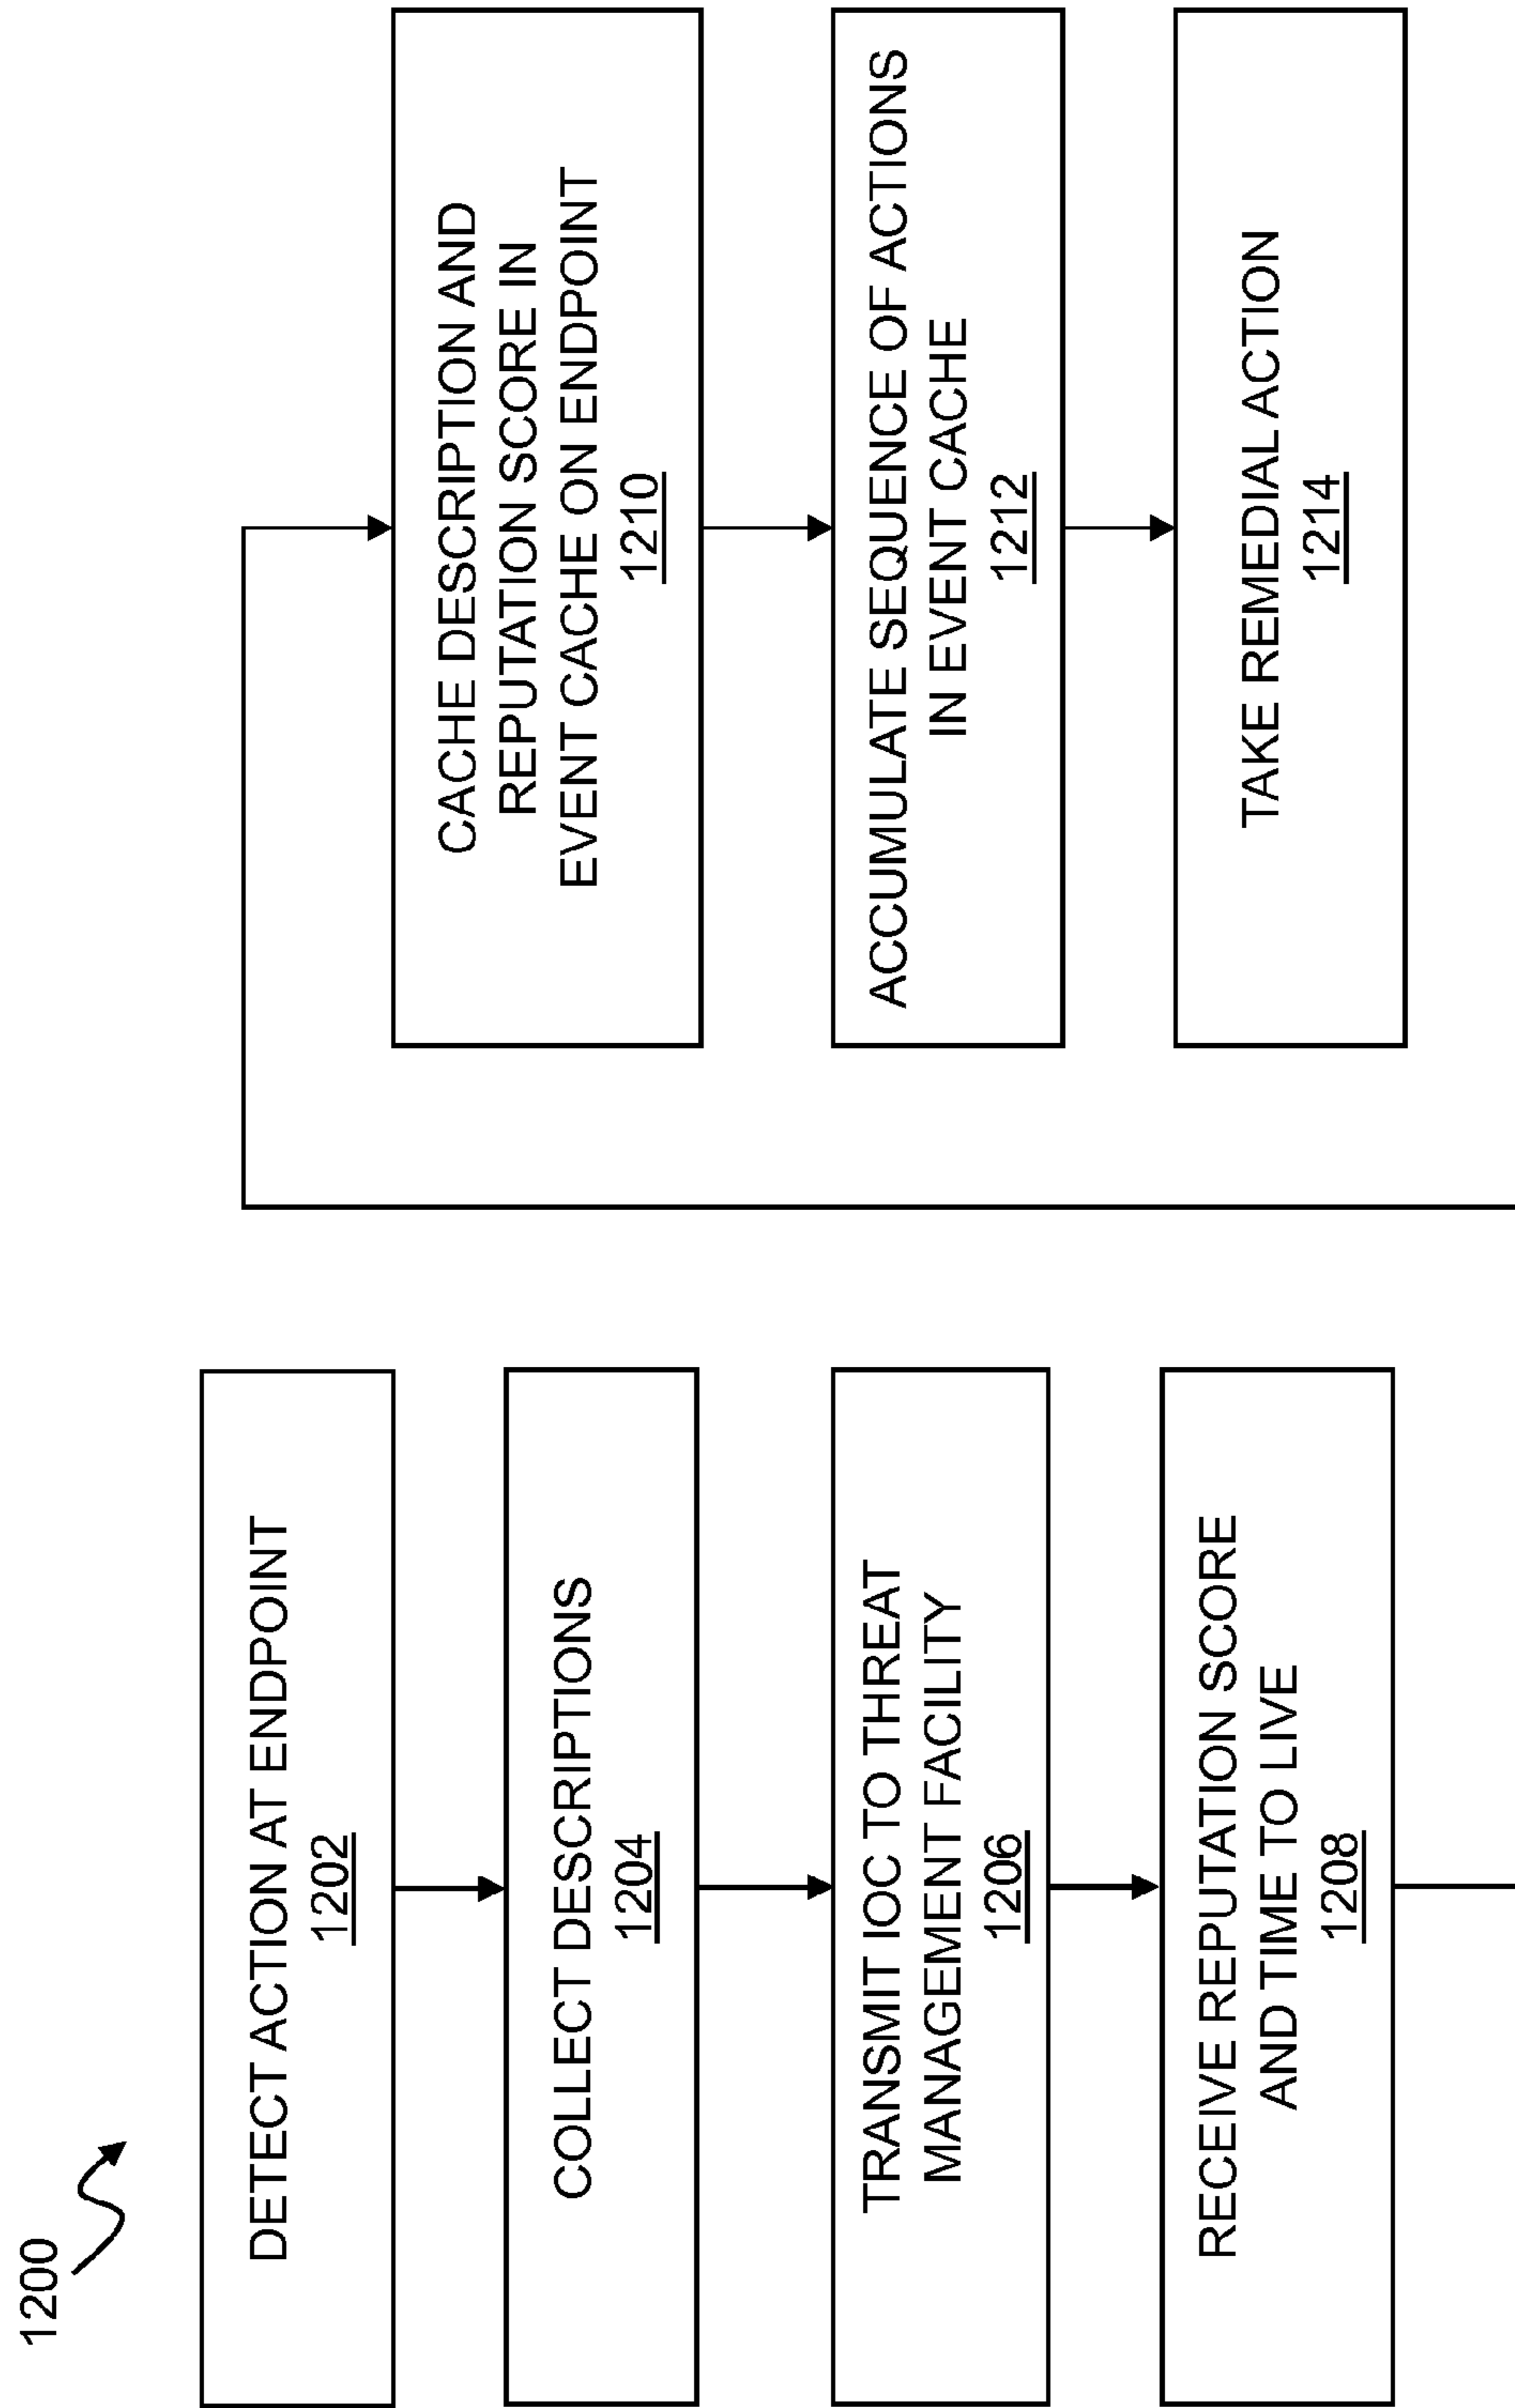 1200
DETECT ACTION AT ENDPOINT
1202
COLLECT DESCRIPTIONS
1204
TRANSMIT IOC TO THREAT
MANAGEMENT FACILITY
1206
RECEIVE REPUTATION SCORE
AND TIME TO LIVE
1208
CACHE DESCRIPTION AND
REPUTATION SCORE IN
EVENT CACHE ON ENDPOINT
1210
ACCUMULATE SEQUENCE OF ACTIONS
IN EVENT CACHE
1212
TAKE REMEDIAL ACTION
1214